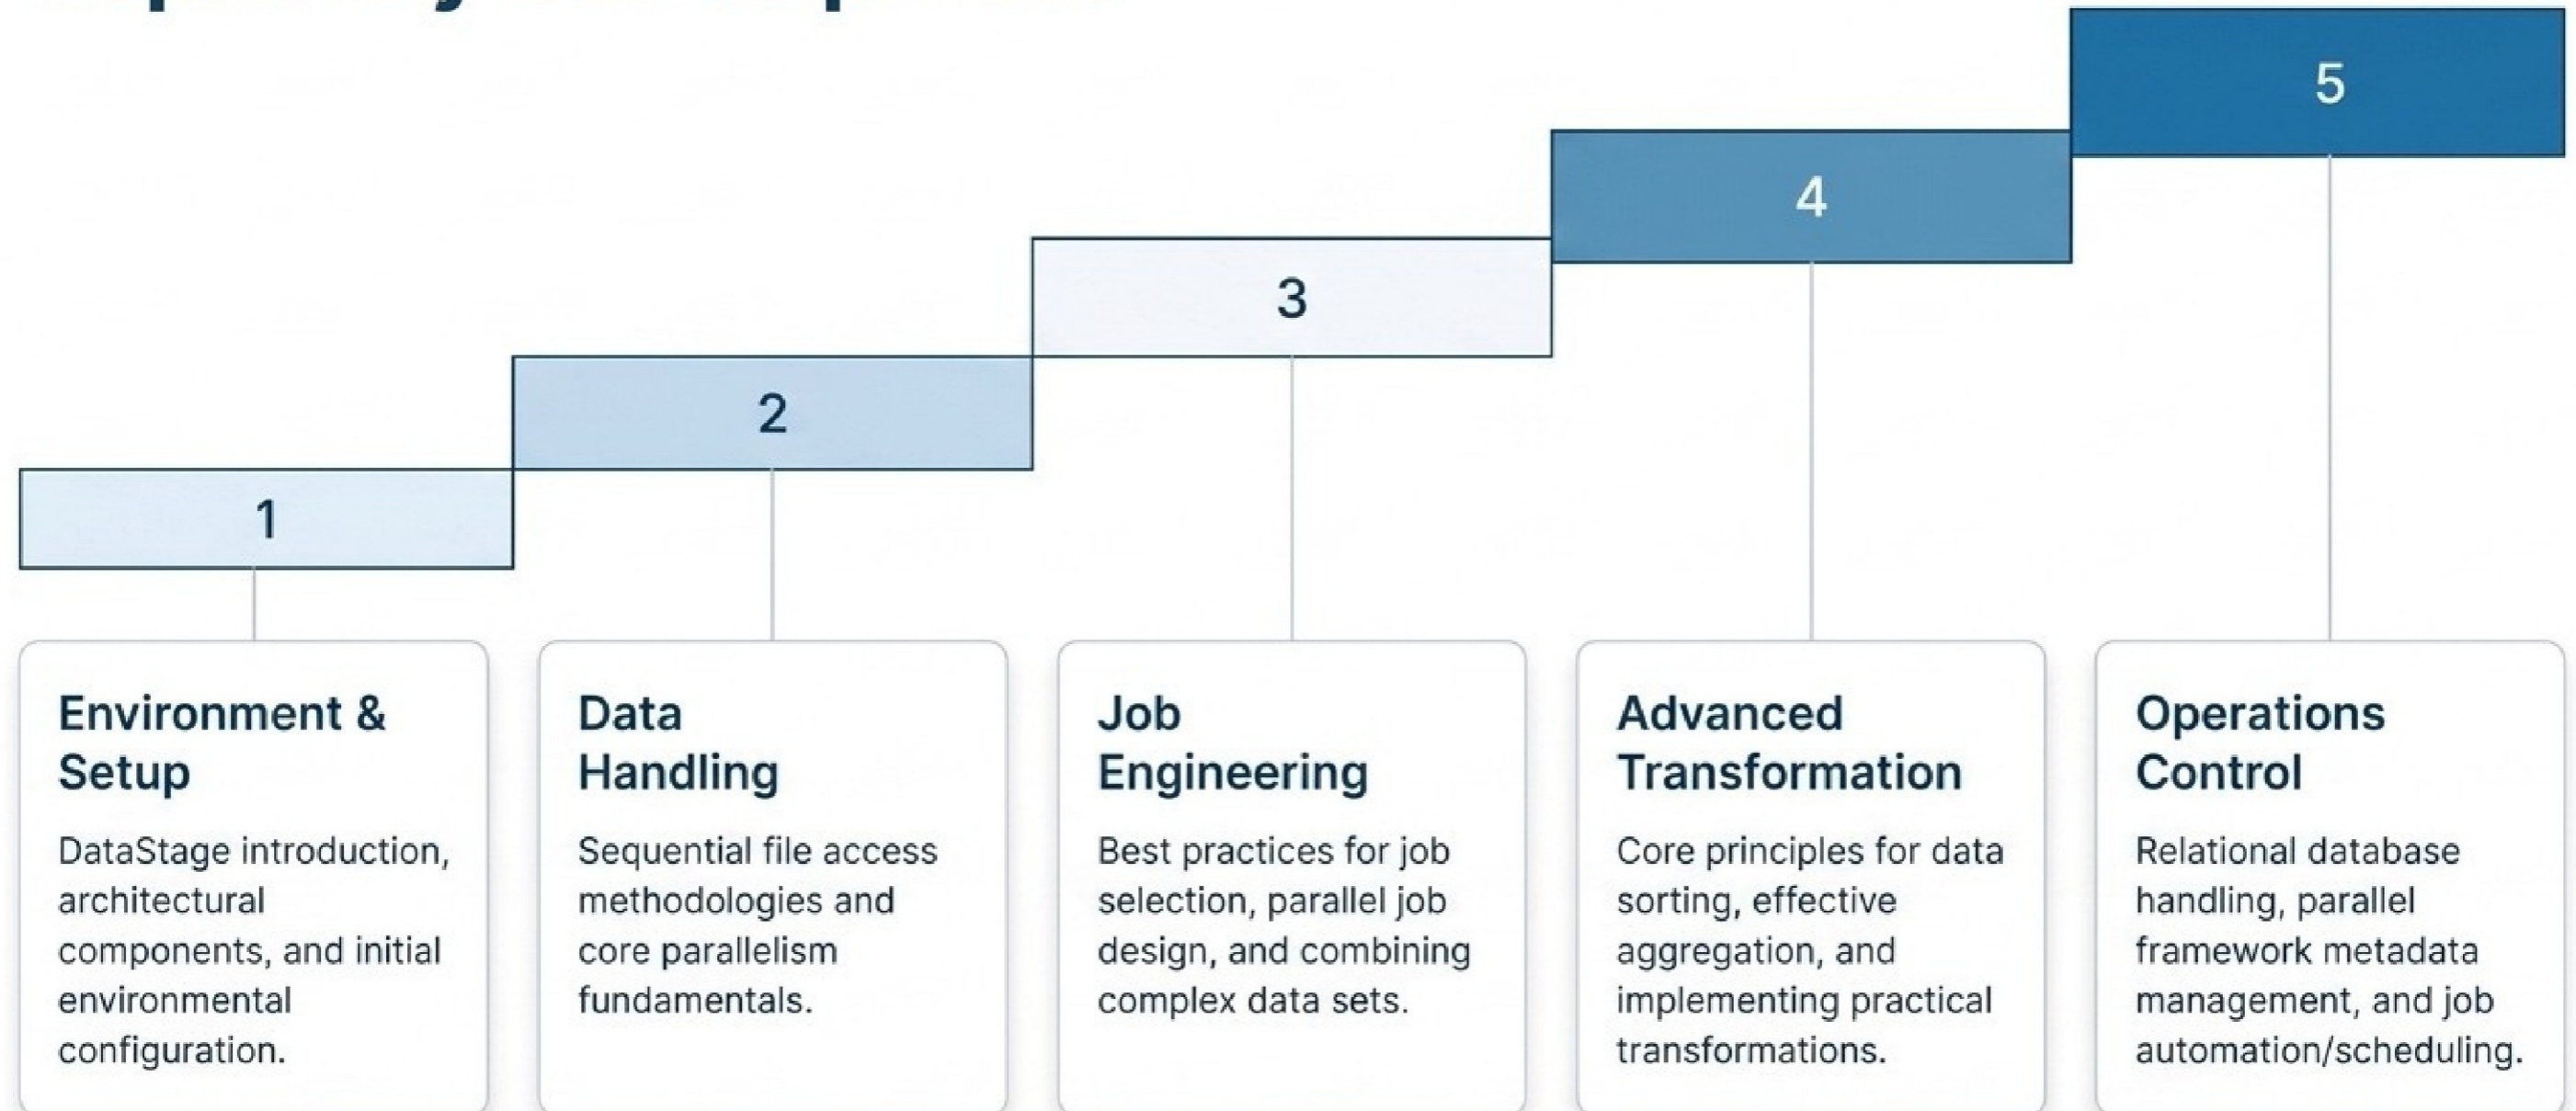 5
4
3
2
1
Environment &
Setup
DataStage introduction,
architectural
components, and initial
environmental
configuration.
Data
Handling
Sequential file access
methodologies and
core parallelism
fundamentals.
Job
Engineering
Best practices for job
selection, parallel job
design, and combining
complex data sets.
Advanced
Transformation
Core principles for data
sorting, effective
aggregation, and
implementing practical
transformations.
Operations
Control
Relational database
handling, parallel
framework metadata
management, and job
automation/scheduling.